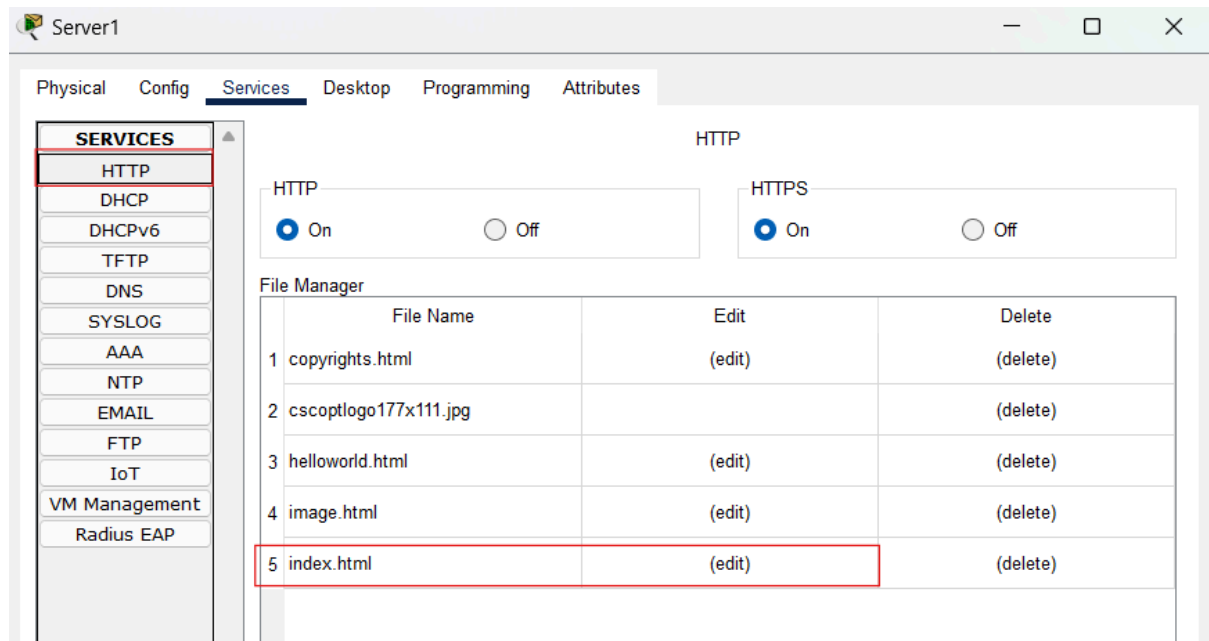 Server1
Physical Config Services Desktop Programming Attributes
SERVICES
HTTP
DHCP
DHCPv6
TFTP
DNS
SYSLOG
AAA
NTP
EMAIL
FTP
IoT
VM Management
Radius EAP
HTTP
HTTP
On Off
HTTPS
On Off
File Manager
File Name Edit Delete
1 copyrights.html (edit) (delete)
2 cscoptlogo177x111.jpg (delete)
3 helloworld.html (edit) (delete)
4 image.html (edit) (delete)
5 index.html (edit) (delete)